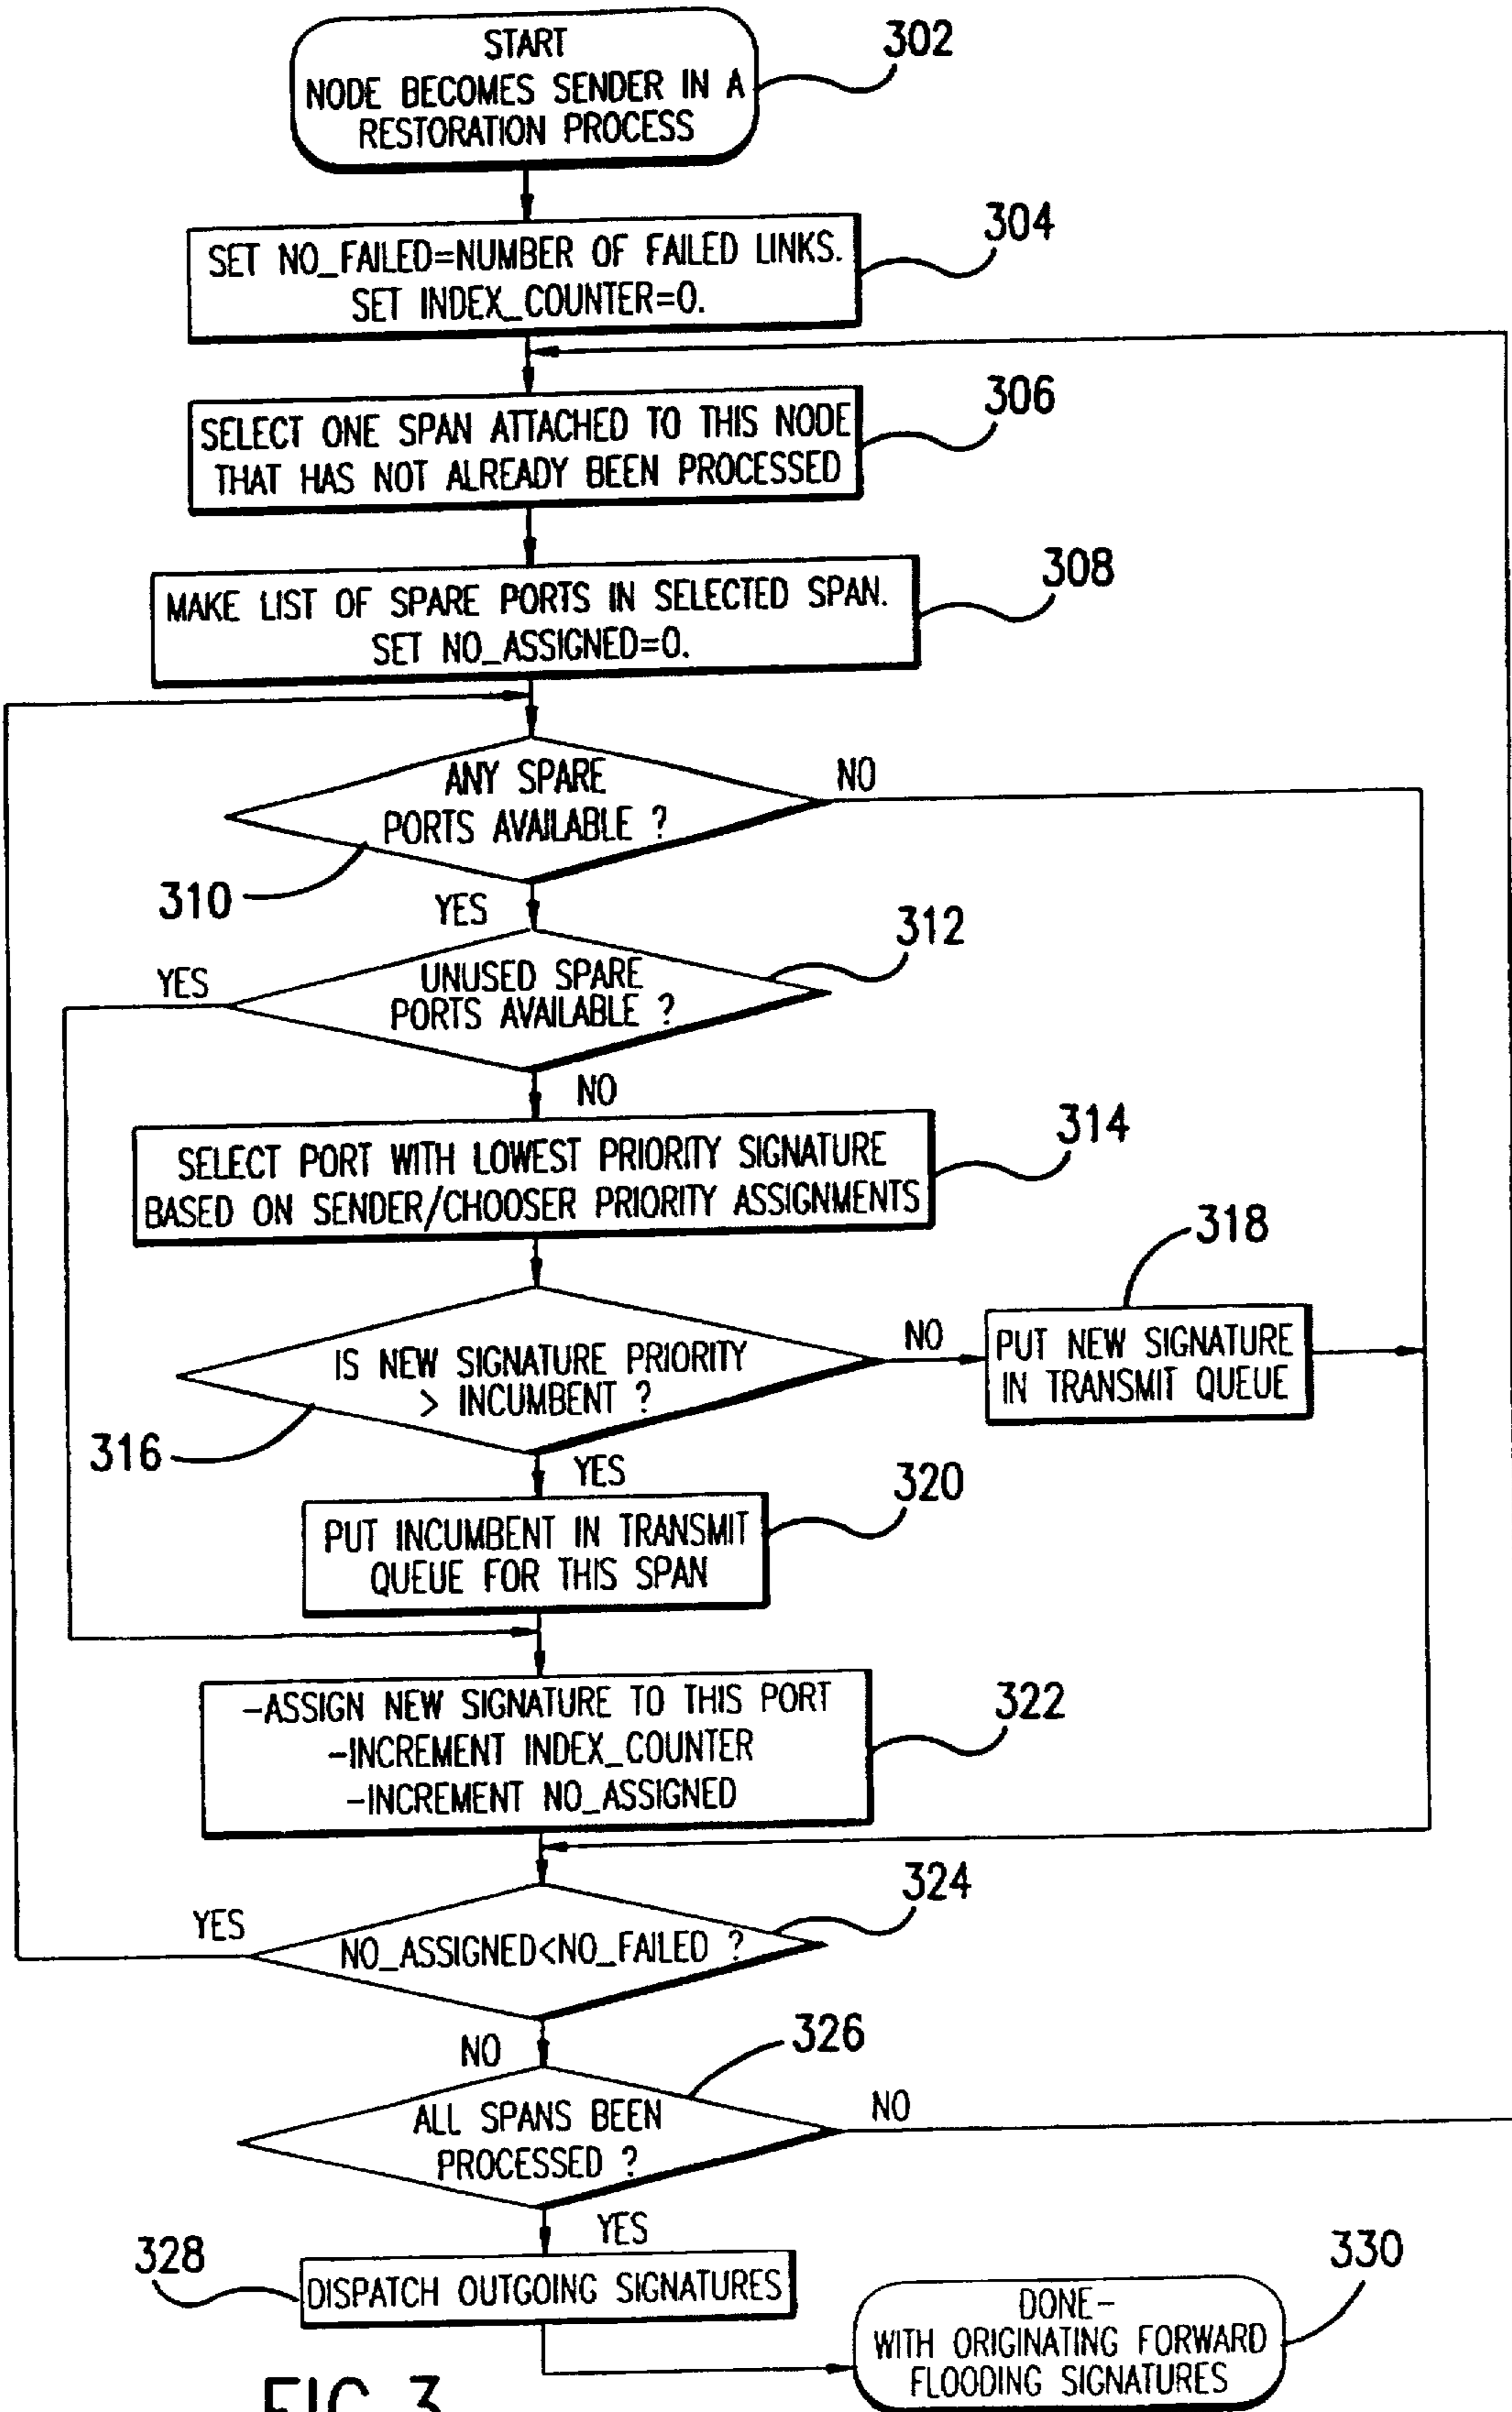 START
NODE BECOMES SENDER IN A
RESTORATION PROCESS
302
SET NO_FAILED=NUMBER OF FAILED LINKS.
SET INDEX_COUNTER=0.
304
SELECT ONE SPAN ATTACHED TO THIS NODE
THAT HAS NOT ALREADY BEEN PROCESSED
306
MAKE LIST OF SPARE PORTS IN SELECTED SPAN.
SET NO_ASSIGNED=0.
308
ANY SPARE
PORTS AVAILABLE ?
NO
310
YES
UNUSED SPARE
PORTS AVAILABLE ?
312
YES
NO
SELECT PORT WITH LOWEST PRIORITY SIGNATURE
BASED ON SENDER/CHOOSER PRIORITY ASSIGNMENTS
314
IS NEW SIGNATURE PRIORITY
> INCUMBENT ?
316
NO
PUT NEW SIGNATURE
IN TRANSMIT QUEUE
318
YES
PUT INCUMBENT IN TRANSMIT
QUEUE FOR THIS SPAN
320
-ASSIGN NEW SIGNATURE TO THIS PORT
-INCREMENT INDEX_COUNTER
-INCREMENT NO_ASSIGNED
322
NO_ASSIGNED<NO_FAILED ?
324
YES
NO
ALL SPANS BEEN
PROCESSED ?
326
NO
YES
DISPATCH OUTGOING SIGNATURES
328
DONE-
WITH ORIGINATING FORWARD
FLOODING SIGNATURES
330
FIG. 3